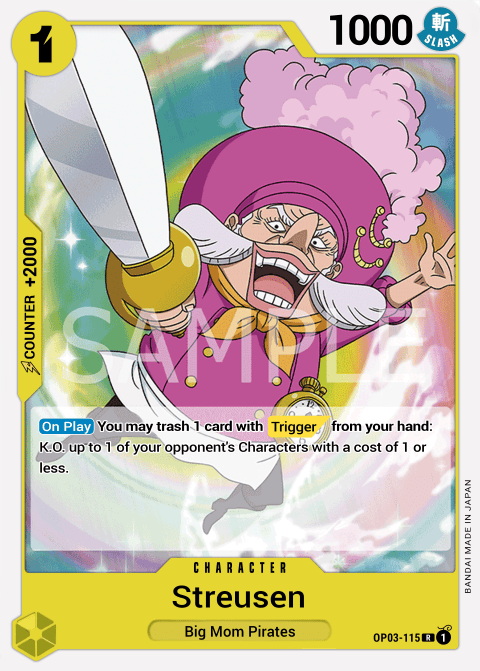 1
1000
斬
SLASH
COUNTER +2000
SAMPLE
On Play You may trash 1 card with Trigger from your hand:
K.O. up to 1 of your opponent's Characters with a cost of 1 or
less.
BANDAI MADE IN JAPAN
CHARACTER
Streusen
Big Mom Pirates
OP03-115 R 1